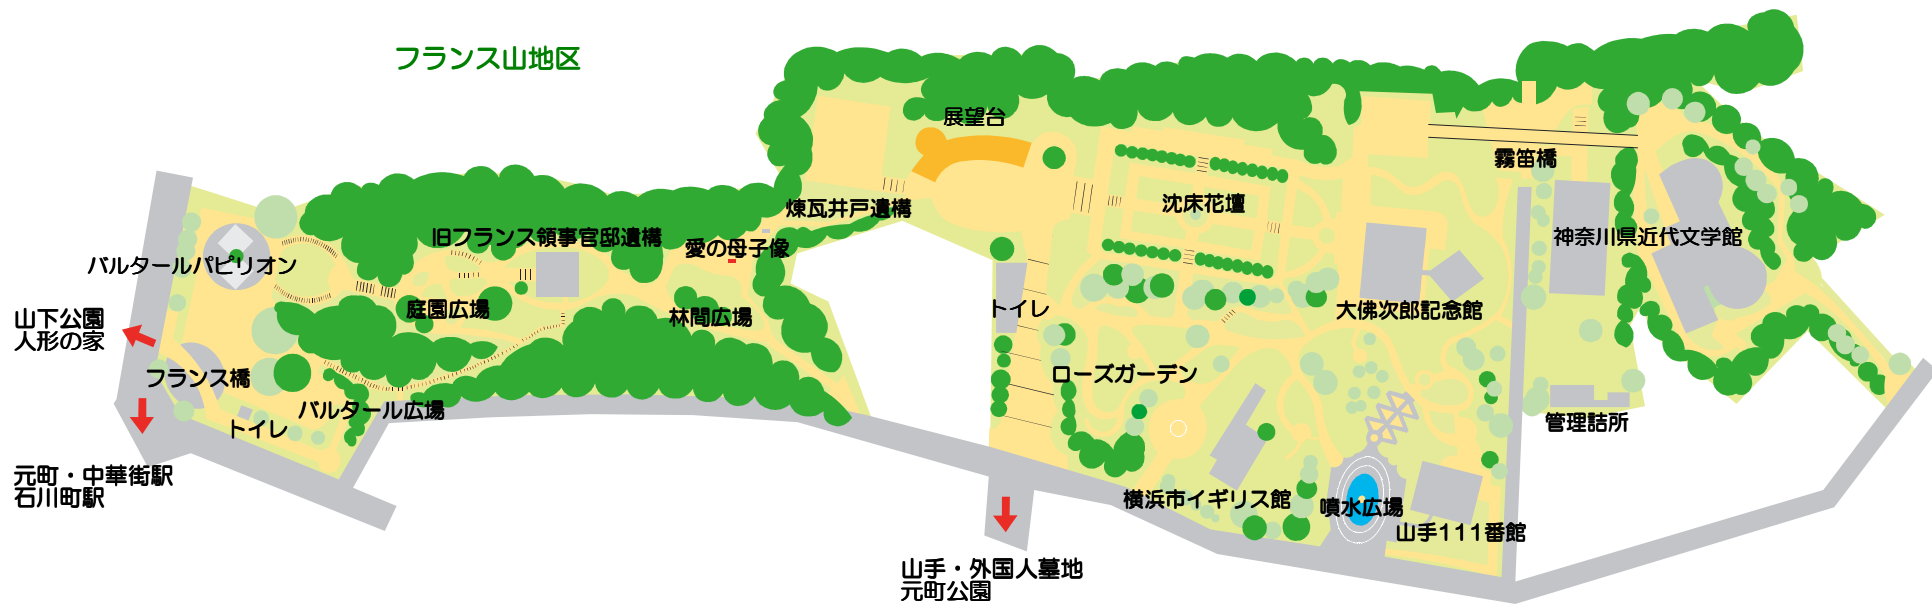 フランス山地区
展望台
霧笛橋
煉瓦井戸遺構
沈床花壇
旧フランス領事官邸遺構
愛の母子像
神奈川県近代文学館
バルタールパビリオン
庭園広場
林間広場
トイレ
大佛次郎記念館
山下公園
人形の家
フランス橋
ローズガーデン
バルタール広場
トイレ
管理詰所
元町・中華街駅
石川町駅
横浜市イギリス館
噴水広場
山手111番館
山手・外国人墓地
元町公園